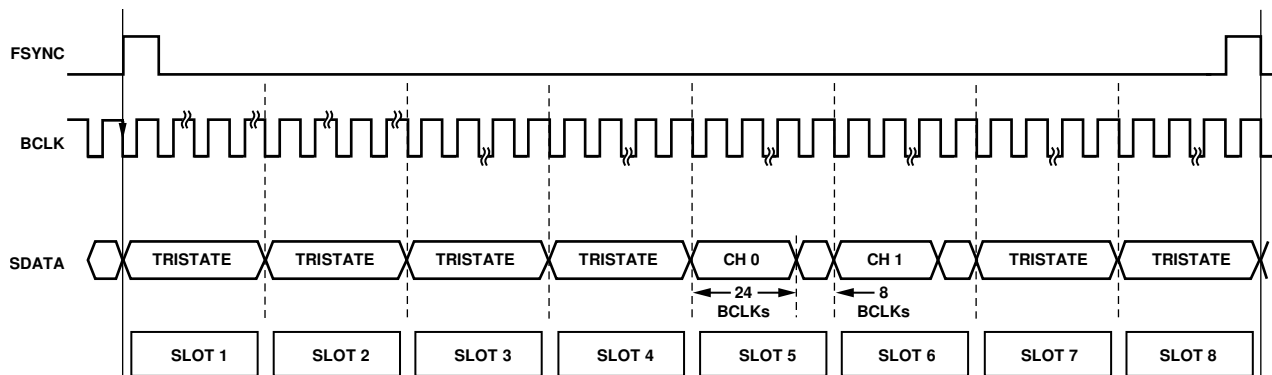 FSYNC
BCLK
SDATA
TRISTATE TRISTATE TRISTATE TRISTATE CH 0 CH 1 TRISTATE TRISTATE
24 BCLKs
8 BCLKs
SLOT 1 SLOT 2 SLOT 3 SLOT 4 SLOT 5 SLOT 6 SLOT 7 SLOT 8